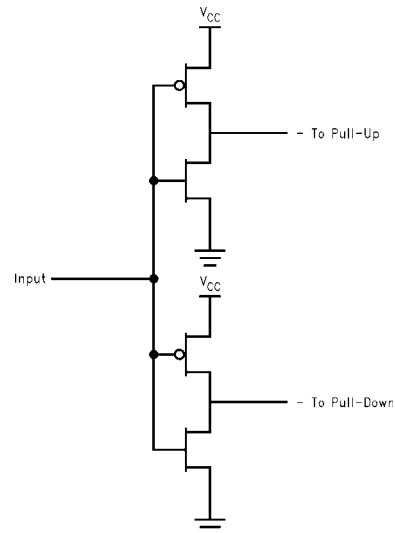 VCC
- To Pull-Up
Input
VCC
- To Pull-Down